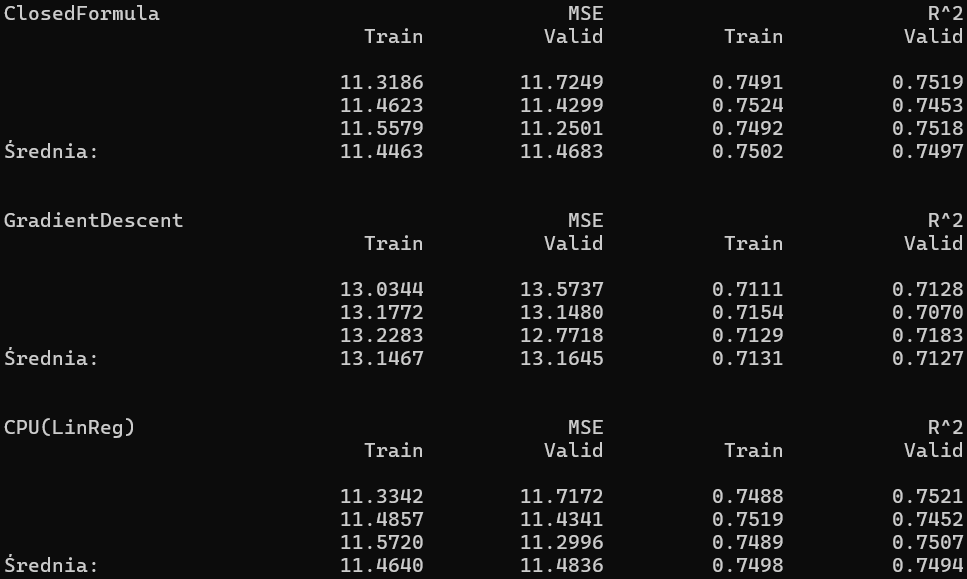 ClosedFormula MSE R^2
Train Valid Train Valid
11.3186 11.7249 0.7491 0.7519
11.4623 11.4299 0.7524 0.7453
11.5579 11.2501 0.7492 0.7518
Średnia: 11.4463 11.4683 0.7502 0.7497
GradientDescent MSE R^2
Train Valid Train Valid
13.0344 13.5737 0.7111 0.7128
13.1772 13.1480 0.7154 0.7070
13.2283 12.7718 0.7129 0.7183
Średnia: 13.1467 13.1645 0.7131 0.7127
CPU(LinReg) MSE R^2
Train Valid Train Valid
11.3342 11.7172 0.7488 0.7521
11.4857 11.4341 0.7519 0.7452
11.5720 11.2996 0.7489 0.7507
Średnia: 11.4640 11.4836 0.7498 0.7494